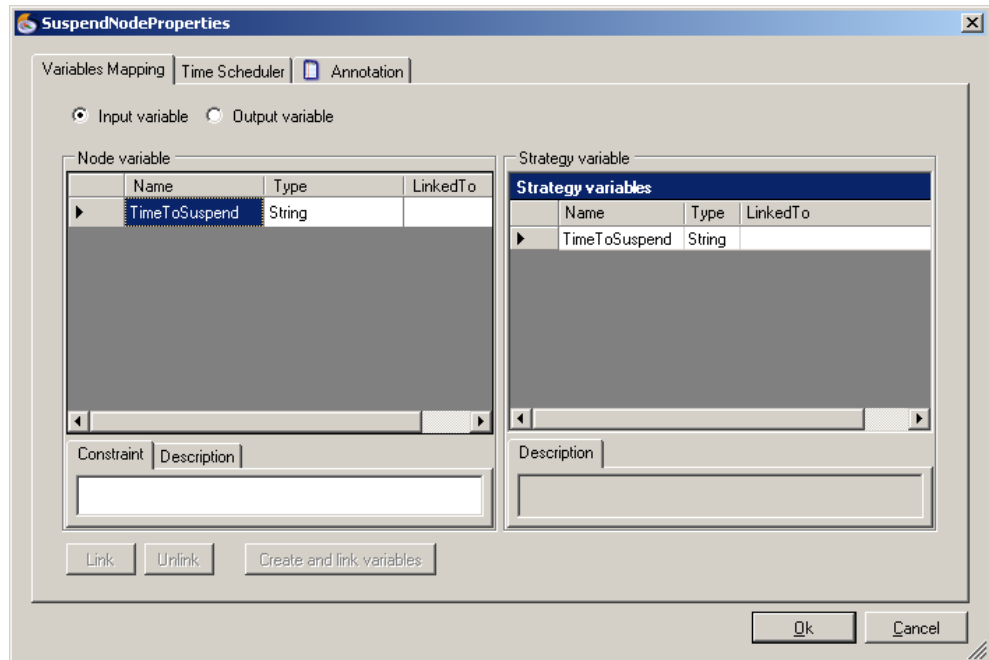 SuspendNodeProperties
Variables Mapping Time Scheduler Annotation
Input variable Output variable
Node variable Strategy variable
Strategy variables
Name Type LinkedTo
Name Type LinkedTo
TimeToSuspend String
TimeToSuspend String
Constraint Description
Description
Link Unlink Create and link variables
Ok Cancel